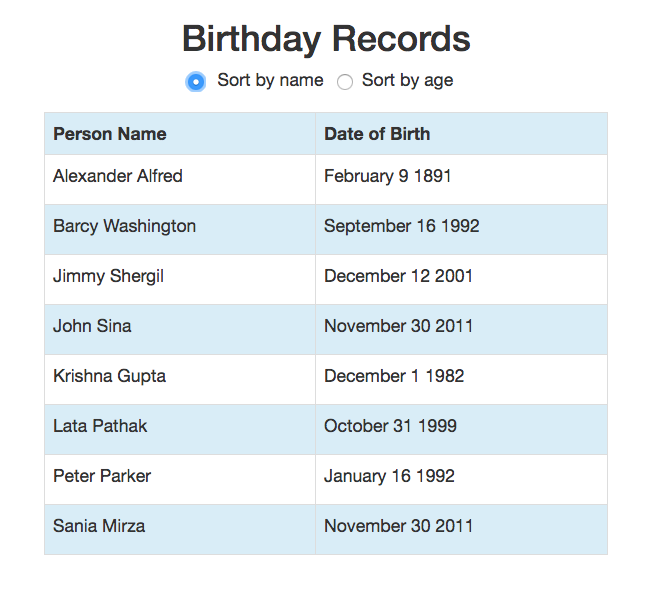 Birthday Records
Sort by name Sort by age
Person Name Date of Birth
Alexander Alfred February 9 1891
Barcy Washington September 16 1992
Jimmy Shergil December 12 2001
John Sina November 30 2011
Krishna Gupta December 1 1982
Lata Pathak October 31 1999
Peter Parker January 16 1992
Sania Mirza November 30 2011